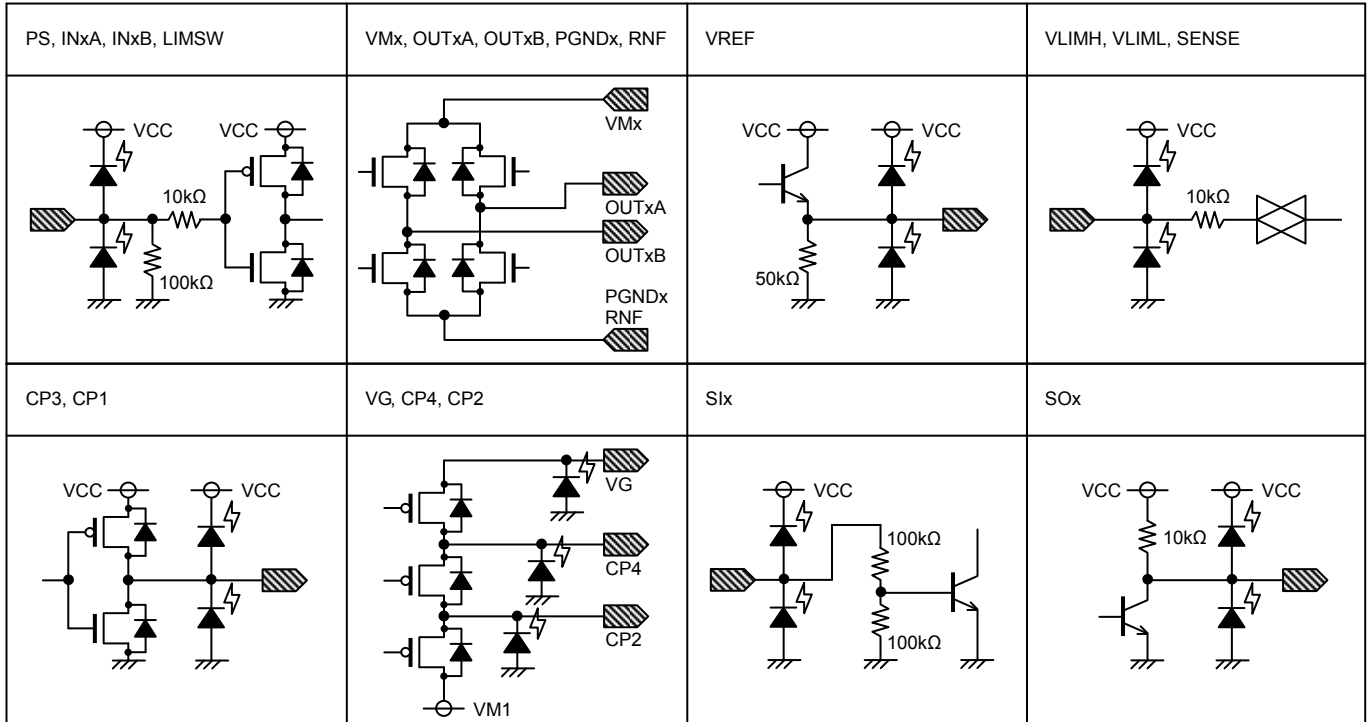 PS, INxA, INxB, LIMSW
VMx, OUTxA, OUTxB, PGNDx, RNF
VREF
VLIMH, VLIML, SENSE
VCC
VCC
10kΩ
100kΩ
VMx
OUTxA
OUTxB
PGNDx
RNF
VCC
VCC
50kΩ
VCC
10kΩ
CP3, CP1
VG, CP4, CP2
SIx
SOx
VCC
VCC
VG
CP4
CP2
VM1
VCC
100kΩ
100kΩ
VCC
VCC
10kΩ